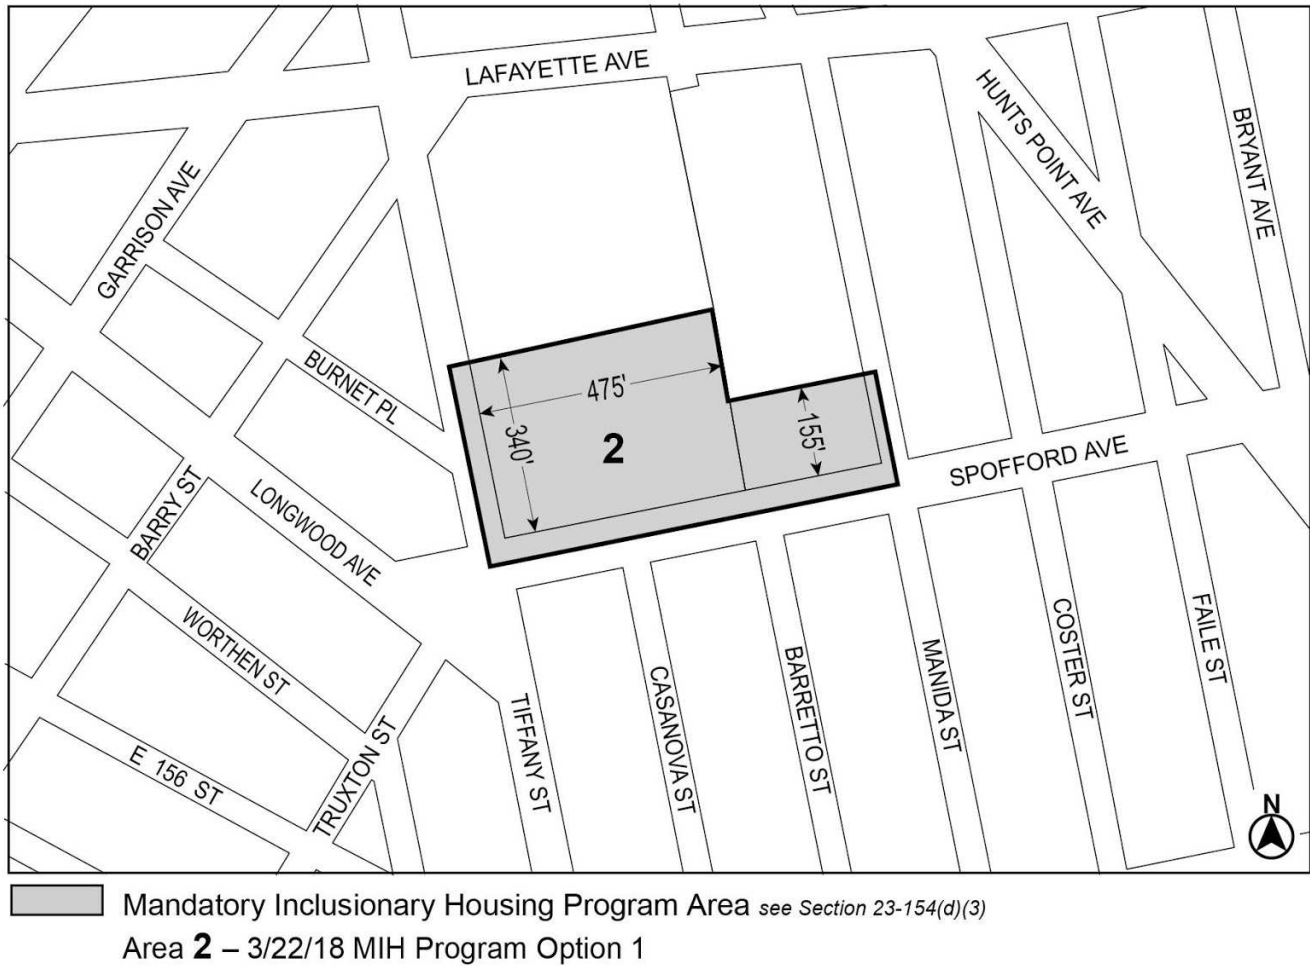 LAFAYETTE AVE
HUNTS POINT AVE
BRYANT AVE
GARRISON AVE
BURNET PL
475'
340'
2
155'
SPOFFORD AVE
BARRY ST
LONGWOOD AVE
WORTHEN ST
E 156 ST
TRUXTON ST
TIFFANY ST
CASANOVA ST
BARRETTO ST
MANIDA ST
COSTER ST
FAILE ST
N
Mandatory Inclusionary Housing Program Area see Section 23-154(d)(3)
Area 2 – 3/22/18 MIH Program Option 1